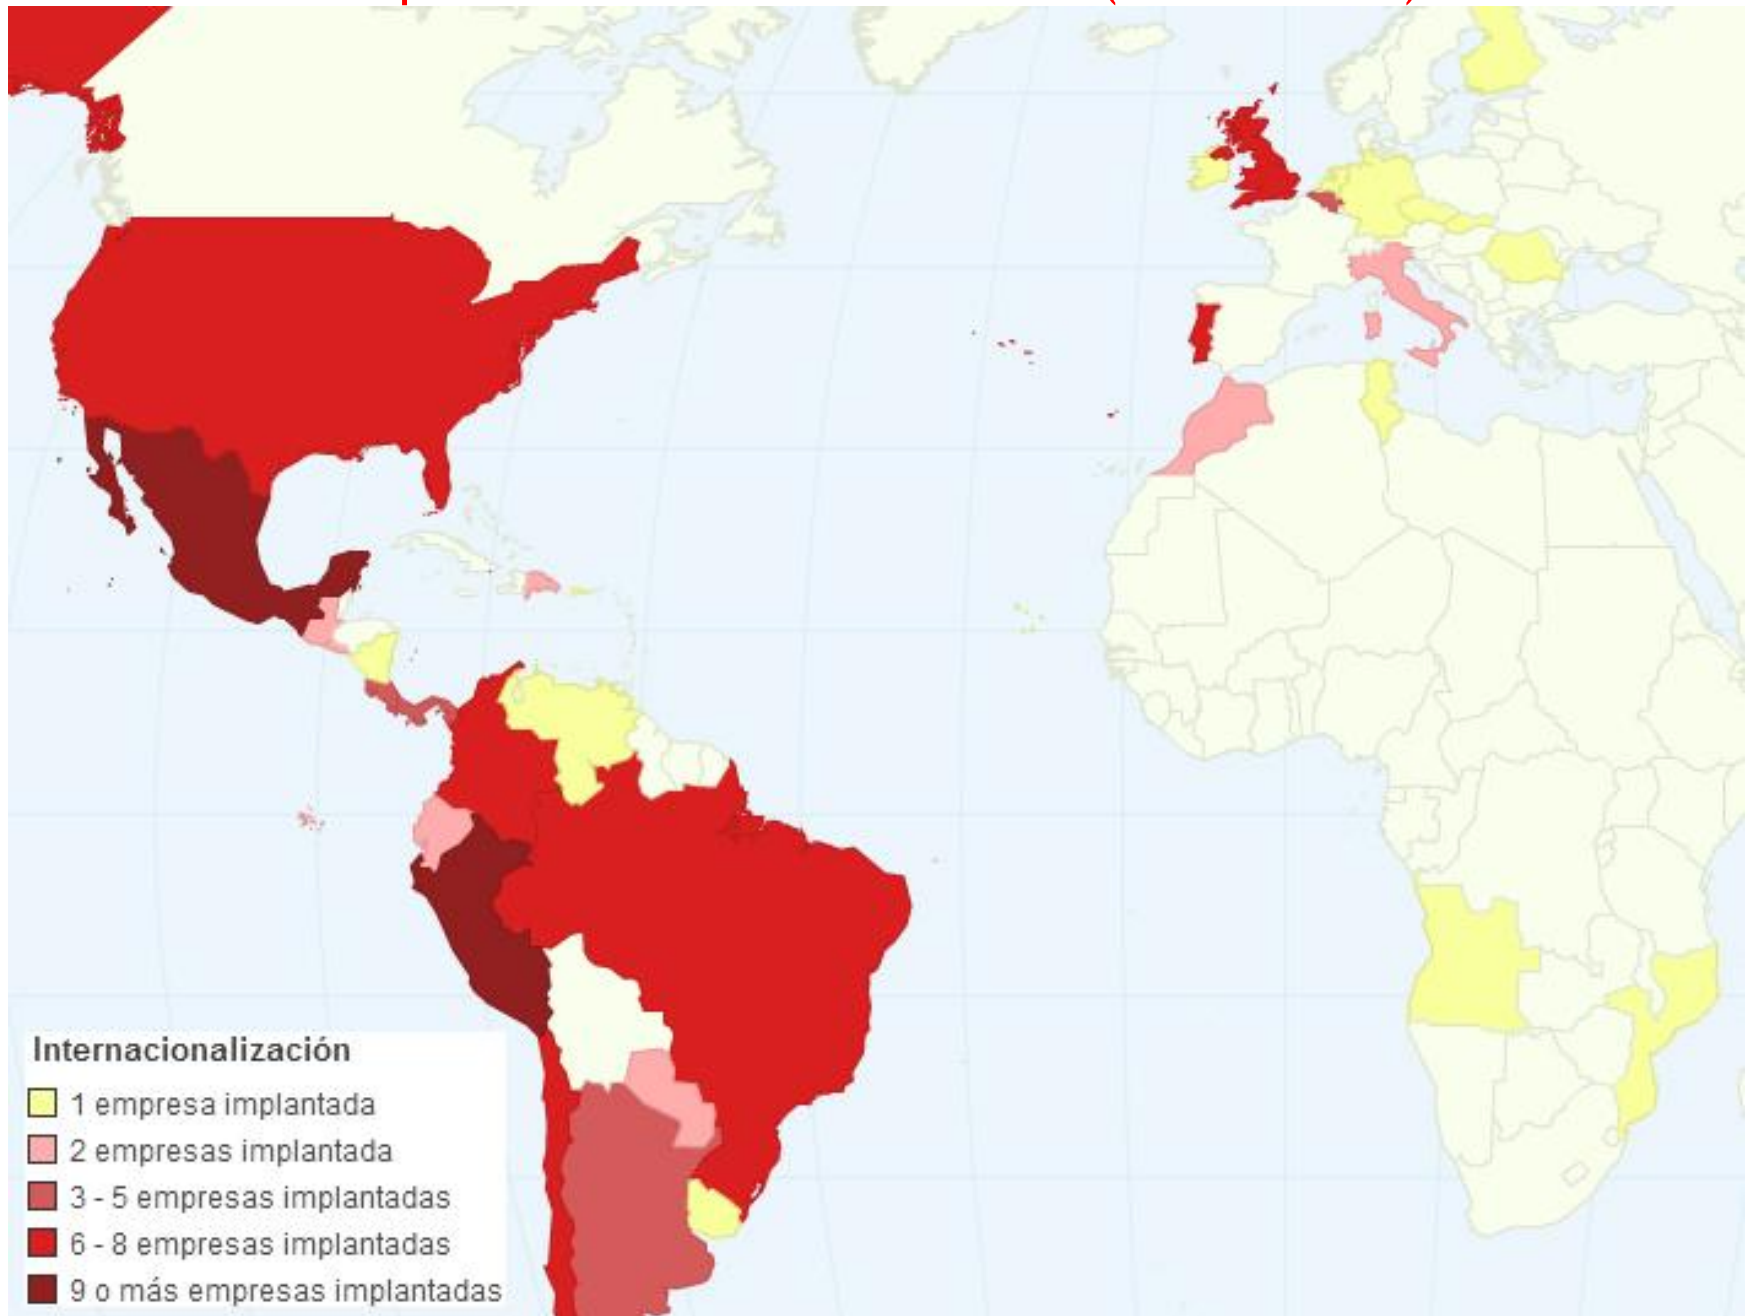 Internacionalización
1 empresa implantada
2 empresas implantada
3 - 5 empresas implantadas
6 - 8 empresas implantadas
9 o más empresas implantadas